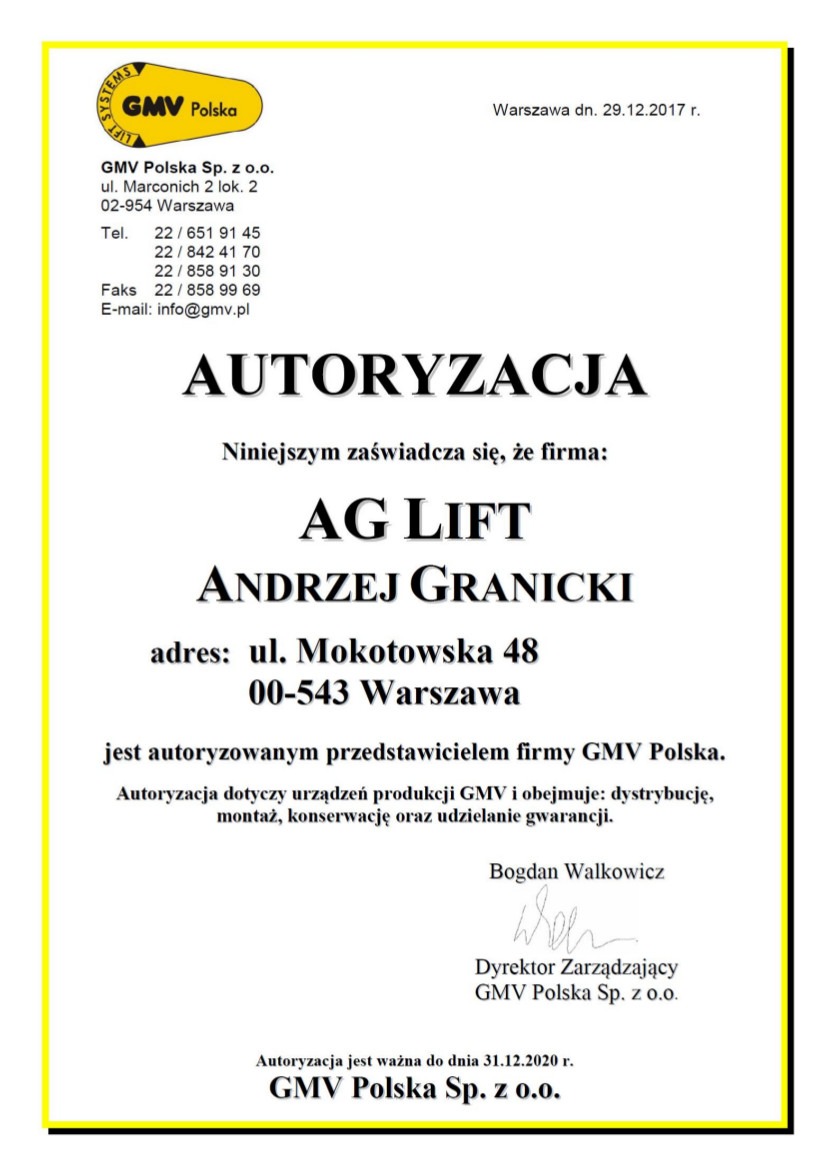 LIFT SYSTEMS
GMV Polska
Warszawa dn. 29.12.2017 r.
GMV Polska Sp. z o.o.
ul. Marconich 2 lok. 2
02-954 Warszawa
Tel. 22 / 651 91 45
22 / 842 41 70
22 / 858 91 30
Faks 22 / 858 99 69
E-mail: info@gmv.pl
AUTORYZACJA
Niniejszym zaświadcza się, że firma:
AG LIFT
ANDRZEJ GRANICKI
adres: ul. Mokotowska 48
00-543 Warszawa
jest autoryzowanym przedstawicielem firmy GMV Polska.
Autoryzacja dotyczy urządzeń produkcji GMV i obejmuje: dystrybucję,
montaż, konserwację oraz udzielanie gwarancji.
Bogdan Walkowicz
Dyrektor Zarządzający
GMV Polska Sp. z o.o.
Autoryzacja jest ważna do dnia 31.12.2020 r.
GMV Polska Sp. z o.o.